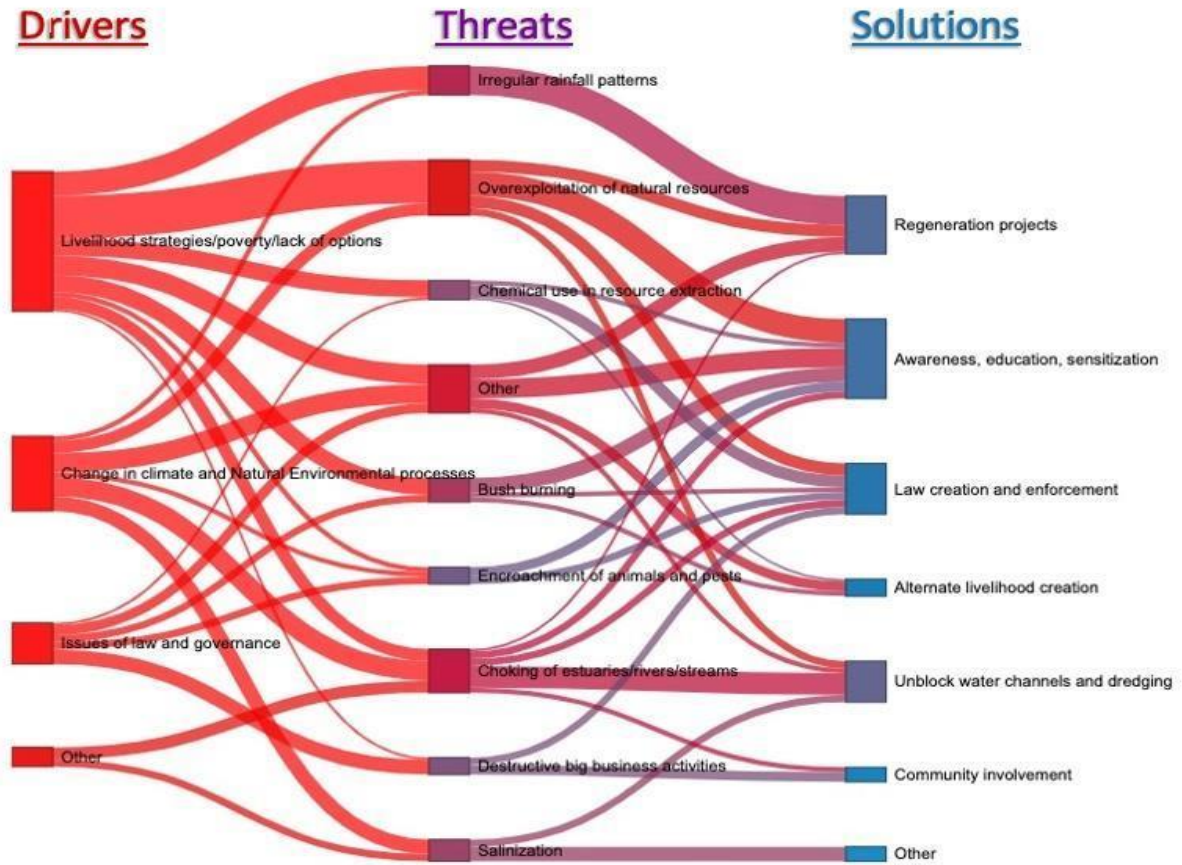 Drivers
Threats
Solutions
Livelihood strategies/poverty/lack of options
Change in climate and Natural Environmental processes
Issues of law and governance
Other
Irregular rainfall patterns
Overexploitation of natural resources
Chemical use in resource extraction
Other
Bush burning
Encroachment of animals and pests
Choking of estuaries/rivers/streams
Destructive big business activities
Salinization
Regeneration projects
Awareness, education, sensitization
Law creation and enforcement
Alternate livelihood creation
Unblock water channels and dredging
Community involvement
Other